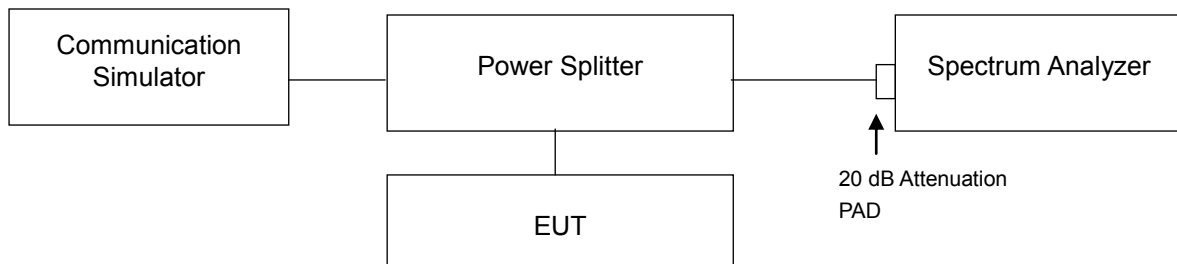 Communication
Simulator
Power Splitter
Spectrum Analyzer
20 dB Attenuation
PAD
EUT